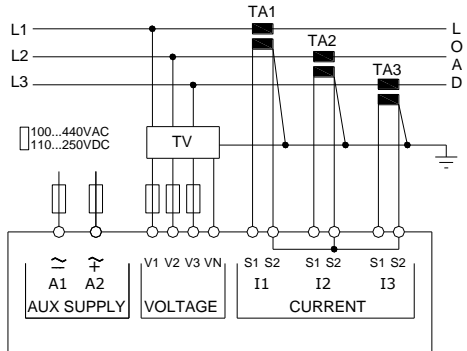 TA1
L1
L
TA2
L2
O
TA3
A
L3
D
100...440VAC
110...250VDC
TV
V1 V2 V3 VN
S1 S2
S1 S2
S1 S2
A1 A2
I1
I2
I3
AUX SUPPLY
VOLTAGE
CURRENT